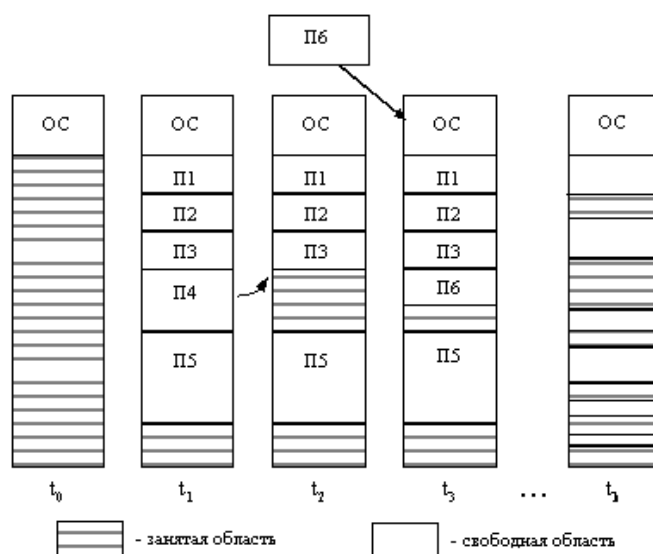 П6
ОС ОС ОС ОС ОС
П1 П1 П1
П2 П2 П2
П3 П3 П3
П4 П6
П5 П5 П5
t0 t1 t2 t3 ...
- занятая область - свободная область